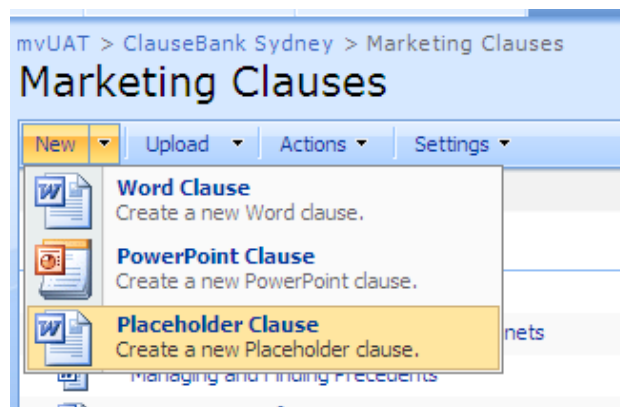 mvUAT > ClauseBank Sydney > Marketing Clauses
Marketing Clauses
New Upload Actions Settings
Word Clause
Create a new Word clause.
PowerPoint Clause
Create a new PowerPoint clause.
Placeholder Clause
Create a new Placeholder clause.
nets
Managing and Finding Precedents